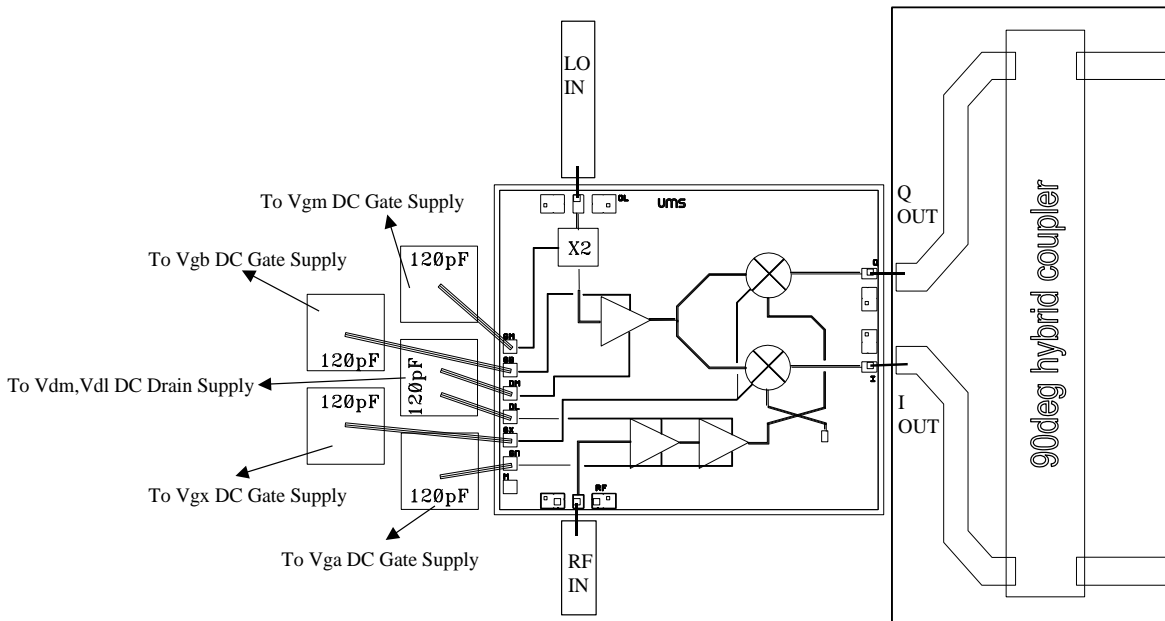 LO
IN
To Vgm DC Gate Supply
UMS
Q
OUT
To Vgb DC Gate Supply
120pF
X2
120pF
To Vdm,Vdl DC Drain Supply
120pF
GM
GB
DM
DL
GX
M
120pF
To Vgx DC Gate Supply
120pF
To Vga DC Gate Supply
RF
RF
IN
I
OUT
90deg hybrid coupler